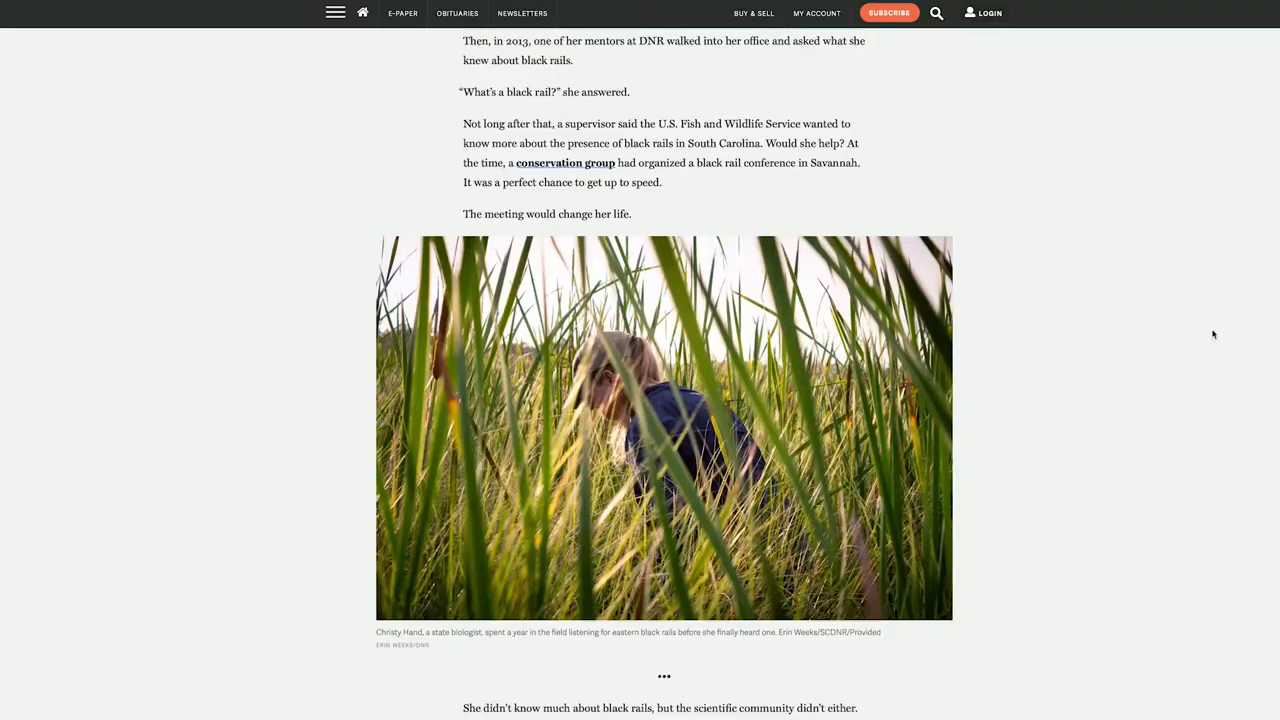 E-PAPER OBITUARIES NEWSLETTERS BUY & SELL MY ACCOUNT SUBSCRIBE LOGIN
Then, in 2013, one of her mentors at DNR walked into her office and asked what she
knew about black rails.
“What’s a black rail?” she answered.
Not long after that, a supervisor said the U.S. Fish and Wildlife Service wanted to
know more about the presence of black rails in South Carolina. Would she help? At
the time, a conservation group had organized a black rail conference in Savannah.
It was a perfect chance to get up to speed.
The meeting would change her life.
Christy Hand, a state biologist, spent a year in the field listening for eastern black rails before she finally heard one. Erin Weeks/SCDNR/Provided
ERIN WEEKS/DNR
•••
She didn’t know much about black rails, but the scientific community didn’t either.